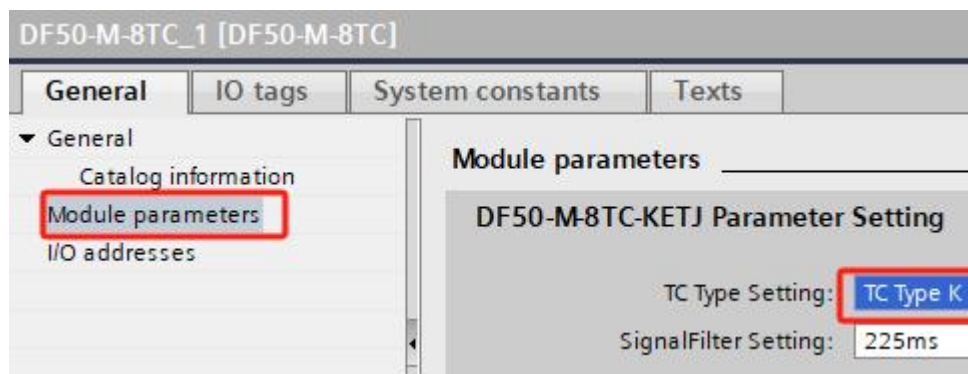 DF50-M-8TC_1 [DF50-M-8TC]
General IO tags System constants Texts
General
Catalog information
Module parameters
I/O addresses
Module parameters
DF50-M-8TC-KETJ Parameter Setting
TC Type Setting: TC Type K
SignalFilter Setting: 225ms